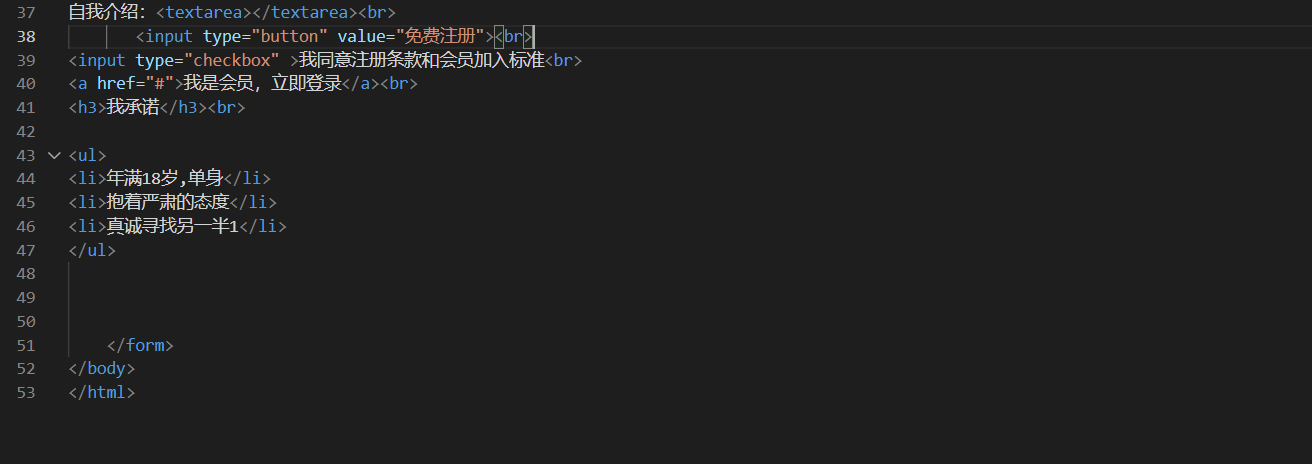 37 自我介绍：<textarea></textarea><br>
38 <input type="button" value="免费注册"><br>
39 <input type="checkbox" >我同意注册条款和会员加入标准<br>
40 <a href="#">我是会员，立即登录</a><br>
41 <h3>我承诺</h3><br>
42
43 <ul>
44 <li>年满18岁,单身</li>
45 <li>抱着严肃的态度</li>
46 <li>真诚寻找另一半1</li>
47 </ul>
48
49
50
51 </form>
52 </body>
53 </html>